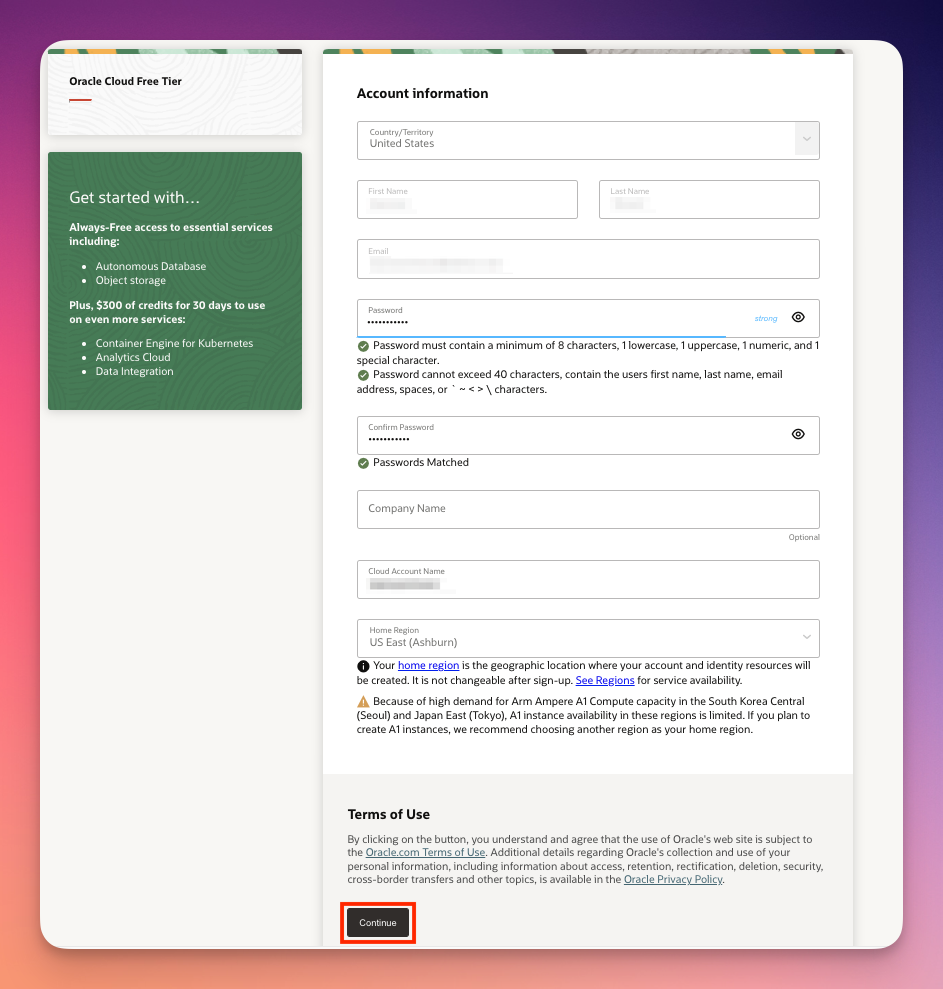 Oracle Cloud Free Tier
Get started with...
Always-Free access to essential services
including:
Autonomous Database
Object storage
Plus, $300 of credits for 30 days to use
on even more services:
Container Engine for Kubernetes
Analytics Cloud
Data Integration
Account information
Country/Territory
United States
First Name
Last Name
Email
Password
•••••••••••
strong
Password must contain a minimum of 8 characters, 1 lowercase, 1 uppercase, 1 numeric, and 1
special character.
Password cannot exceed 40 characters, contain the users first name, last name, email
address, spaces, or ` ~ < > \ characters.
Confirm Password
•••••••••••
Passwords Matched
Company Name
Optional
Cloud Account Name
Home Region
US East (Ashburn)
Your home region is the geographic location where your account and identity resources will
be created. It is not changeable after sign-up. See Regions for service availability.
Because of high demand for Arm Ampere A1 Compute capacity in the South Korea Central
(Seoul) and Japan East (Tokyo), A1 instance availability in these regions is limited. If you plan to
create A1 instances, we recommend choosing another region as your home region.
Terms of Use
By clicking on the button, you understand and agree that the use of Oracle's web site is subject to
the Oracle.com Terms of Use. Additional details regarding Oracle's collection and use of your
personal information, including information about access, retention, rectification, deletion, security,
cross-border transfers and other topics, is available in the Oracle Privacy Policy.
Continue